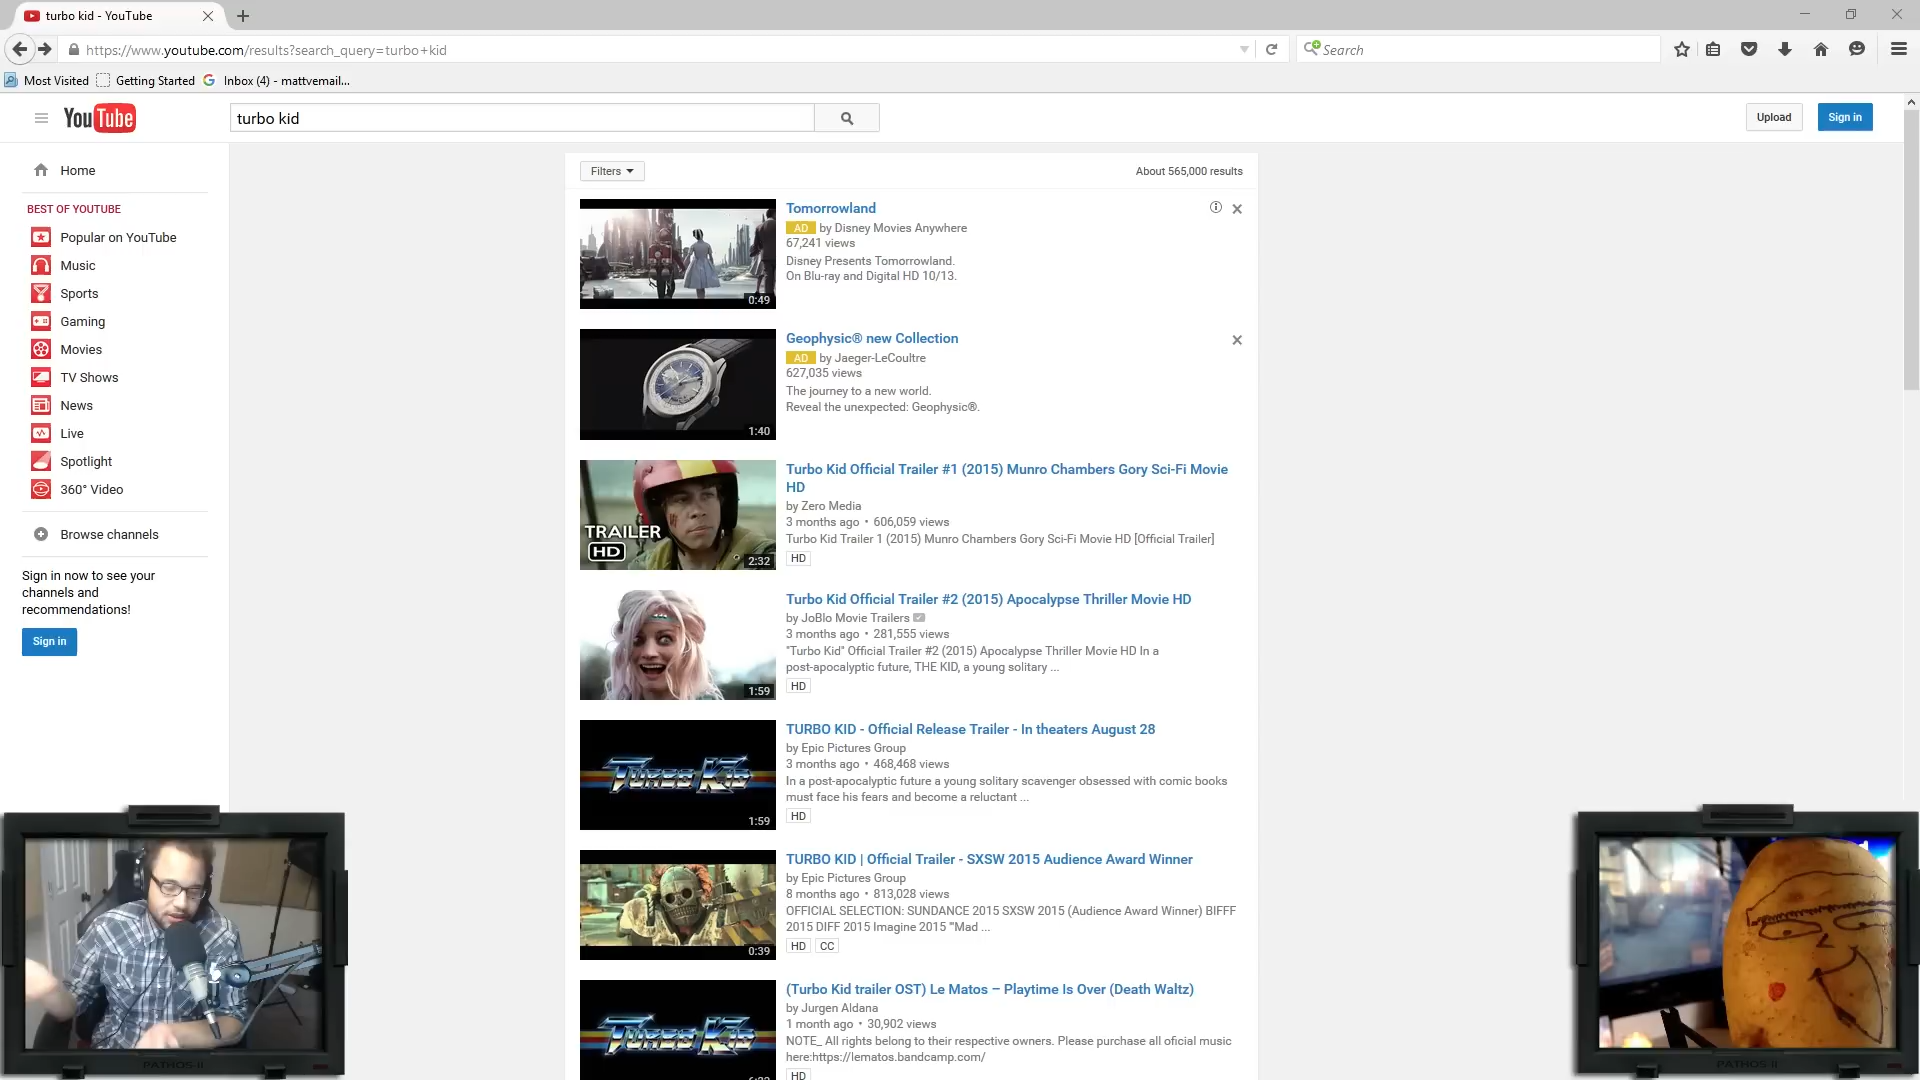 turbo kid - YouTube
https://www.youtube.com/results?search_query=turbo+kid
Search
Most Visited
Getting Started
Inbox (4) - mattvemail...
YouTube
turbo kid
Upload
Sign in
Home
BEST OF YOUTUBE
Popular on YouTube
Music
Sports
Gaming
Movies
TV Shows
News
Live
Spotlight
360° Video
Browse channels
Sign in now to see your
channels and
recommendations!
Sign in
Filters
About 565,000 results
0:49
Tomorrowland
AD by Disney Movies Anywhere
67,241 views
Disney Presents Tomorrowland.
On Blu-ray and Digital HD 10/13.
1:40
Geophysic® new Collection
AD by Jaeger-LeCoultre
627,035 views
The journey to a new world.
Reveal the unexpected: Geophysic®.
TRAILER
HD
2:32
Turbo Kid Official Trailer #1 (2015) Munro Chambers Gory Sci-Fi Movie
HD
by Zero Media
3 months ago • 606,059 views
Turbo Kid Trailer 1 (2015) Munro Chambers Gory Sci-Fi Movie HD [Official Trailer]
HD
1:59
Turbo Kid Official Trailer #2 (2015) Apocalypse Thriller Movie HD
by JoBlo Movie Trailers
3 months ago • 281,555 views
"Turbo Kid" Official Trailer #2 (2015) Apocalypse Thriller Movie HD In a
post-apocalyptic future, THE KID, a young solitary ...
HD
TURBO KID
1:59
TURBO KID - Official Release Trailer - In theaters August 28
by Epic Pictures Group
3 months ago • 468,468 views
In a post-apocalyptic future a young solitary scavenger obsessed with comic books
must face his fears and become a reluctant ...
HD
0:39
TURBO KID | Official Trailer - SXSW 2015 Audience Award Winner
by Epic Pictures Group
8 months ago • 813,028 views
OFFICIAL SELECTION: SUNDANCE 2015 SXSW 2015 (Audience Award Winner) BIFFF
2015 DIFF 2015 Imagine 2015 "Mad ...
HD CC
TURBO KID
(Turbo Kid trailer OST) Le Matos – Playtime Is Over (Death Waltz)
by Jurgen Aldana
1 month ago • 30,902 views
NOTE_ All rights belong to their respective owners. Please purchase all oficial music
here:https://lematos.bandcamp.com/
HD
PATHOS-II
PATHOS-II